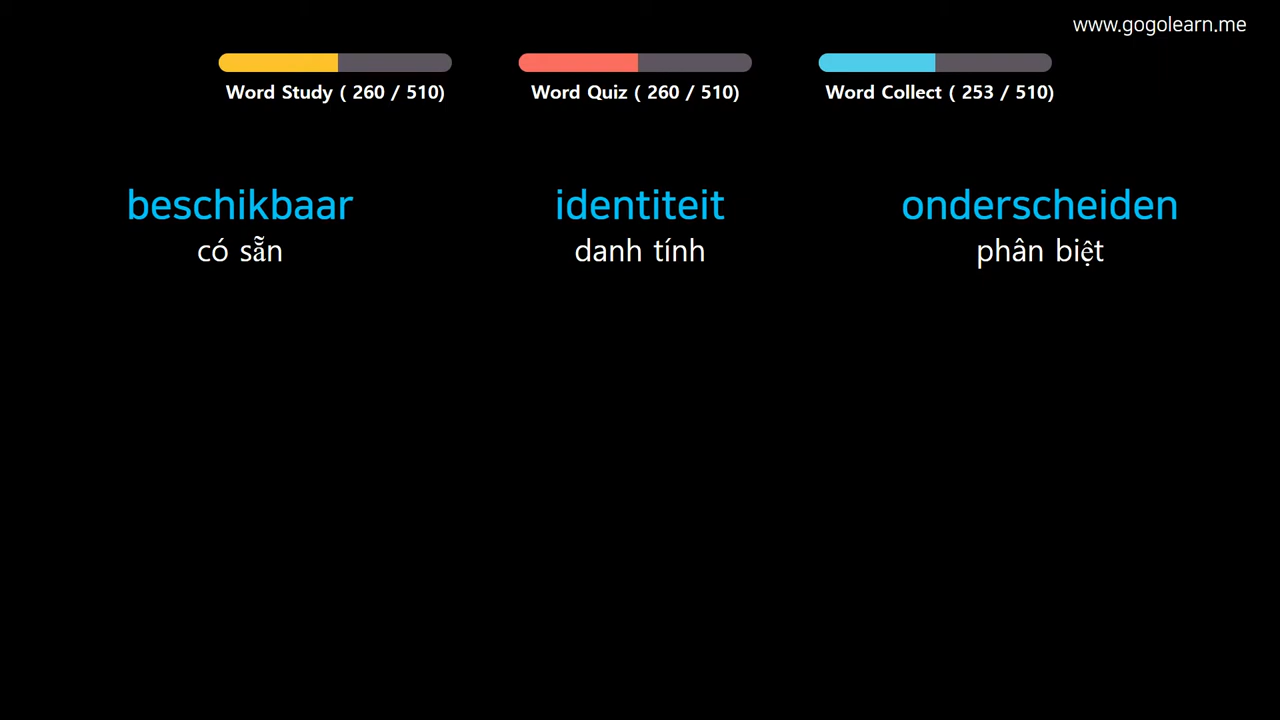 www.gogolearn.me
Word Study ( 260 / 510)
Word Quiz ( 260 / 510)
Word Collect ( 253 / 510)
beschikbaar
có sẵn
identiteit
danh tính
onderscheiden
phân biệt